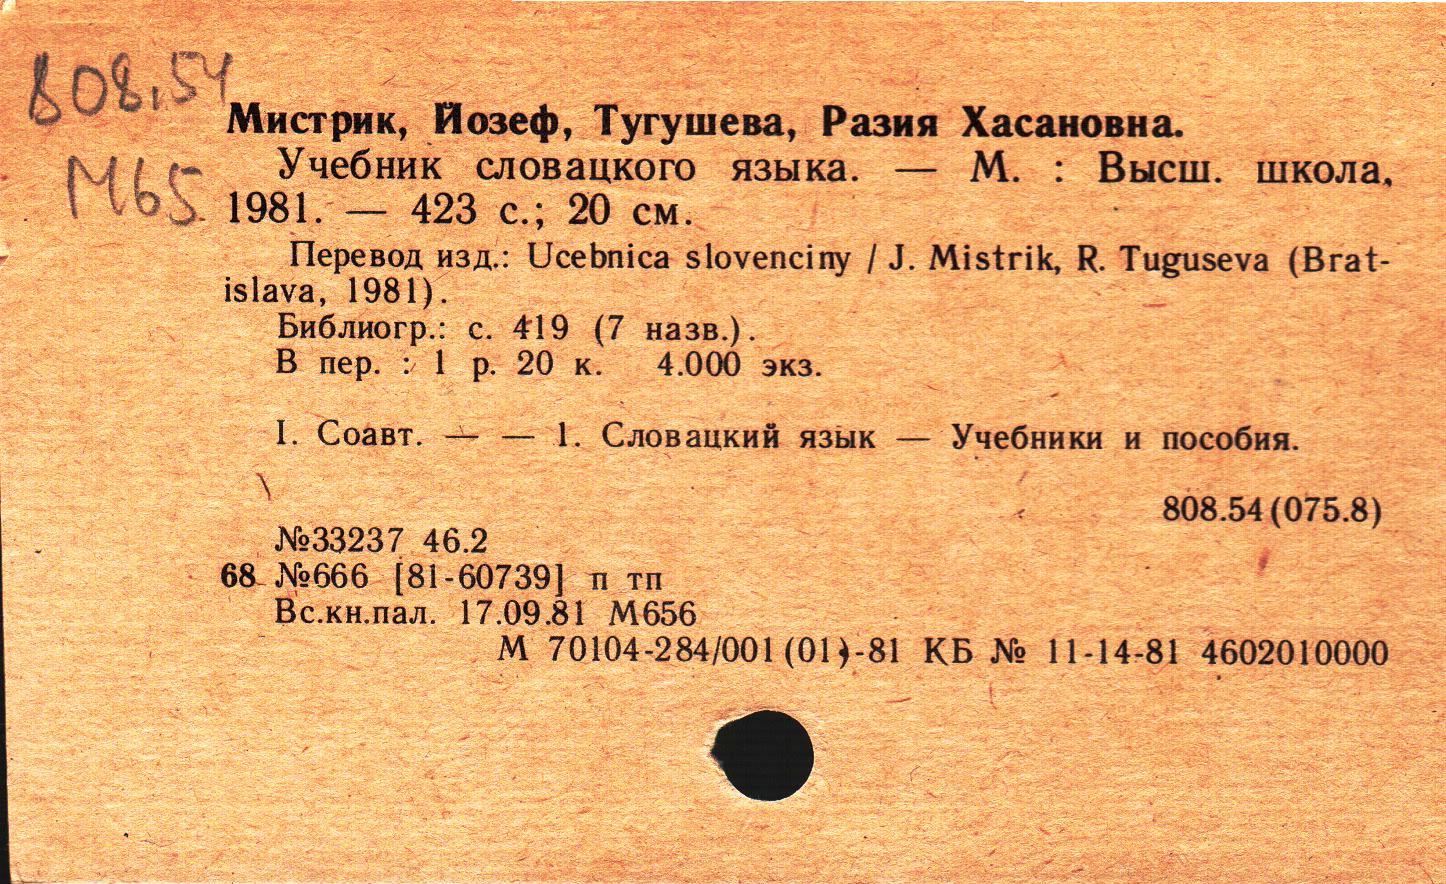 808.54
М65
Мистрик, Йозеф, Тугушева, Разия Хасановна.
Учебник словацкого языка. — М. : Высш. школа,
1981. — 423 с.; 20 см.
Перевод изд.: Ucebnica slovenciny / J. Mistrik, R. Tuguseva (Brat-
islava, 1981).
Библиогр.: с. 419 (7 назв.).
В пер. : 1 р. 20 к. 4.000 экз.
I. Соавт. — — 1. Словацкий язык — Учебники и пособия.
808.54(075.8)
№33237 46.2
68 №666 [81-60739] п тп
Вс.кн.пал. 17.09.81 М656
М 70104-284/001(01)-81 КБ № 11-14-81 4602010000